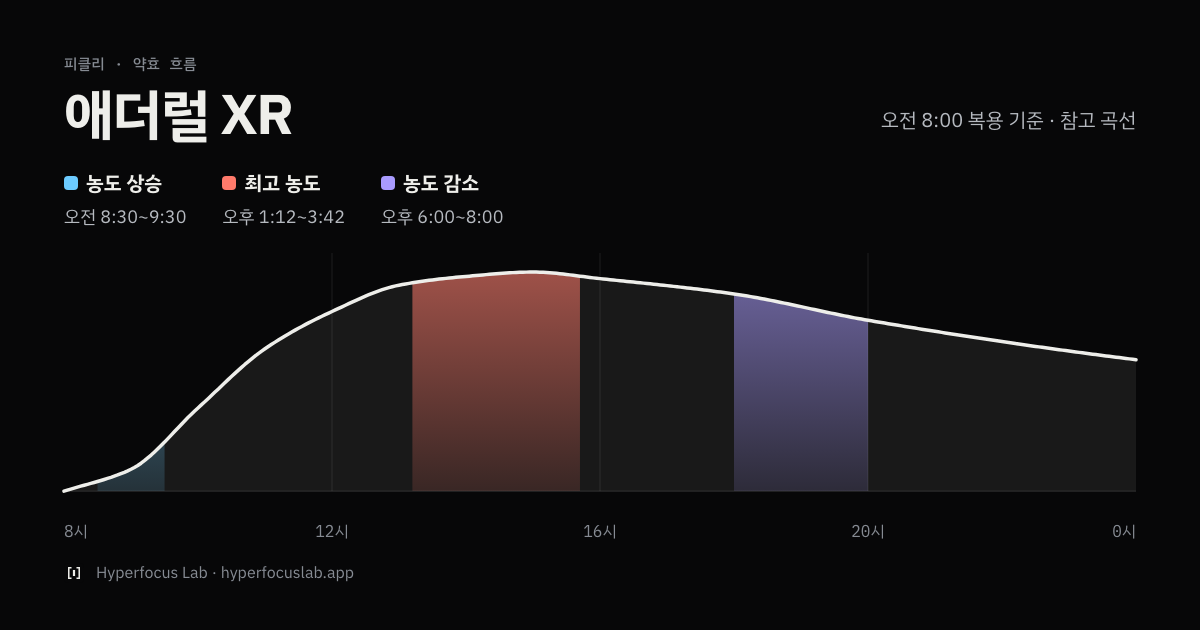 피클리 · 약효 흐름
애더럴 XR
오전 8:00 복용 기준 · 참고 곡선
농도 상승
오전 8:30~9:30
최고 농도
오후 1:12~3:42
농도 감소
오후 6:00~8:00
8시
12시
16시
20시
0시
Hyperfocus Lab · hyperfocuslab.app